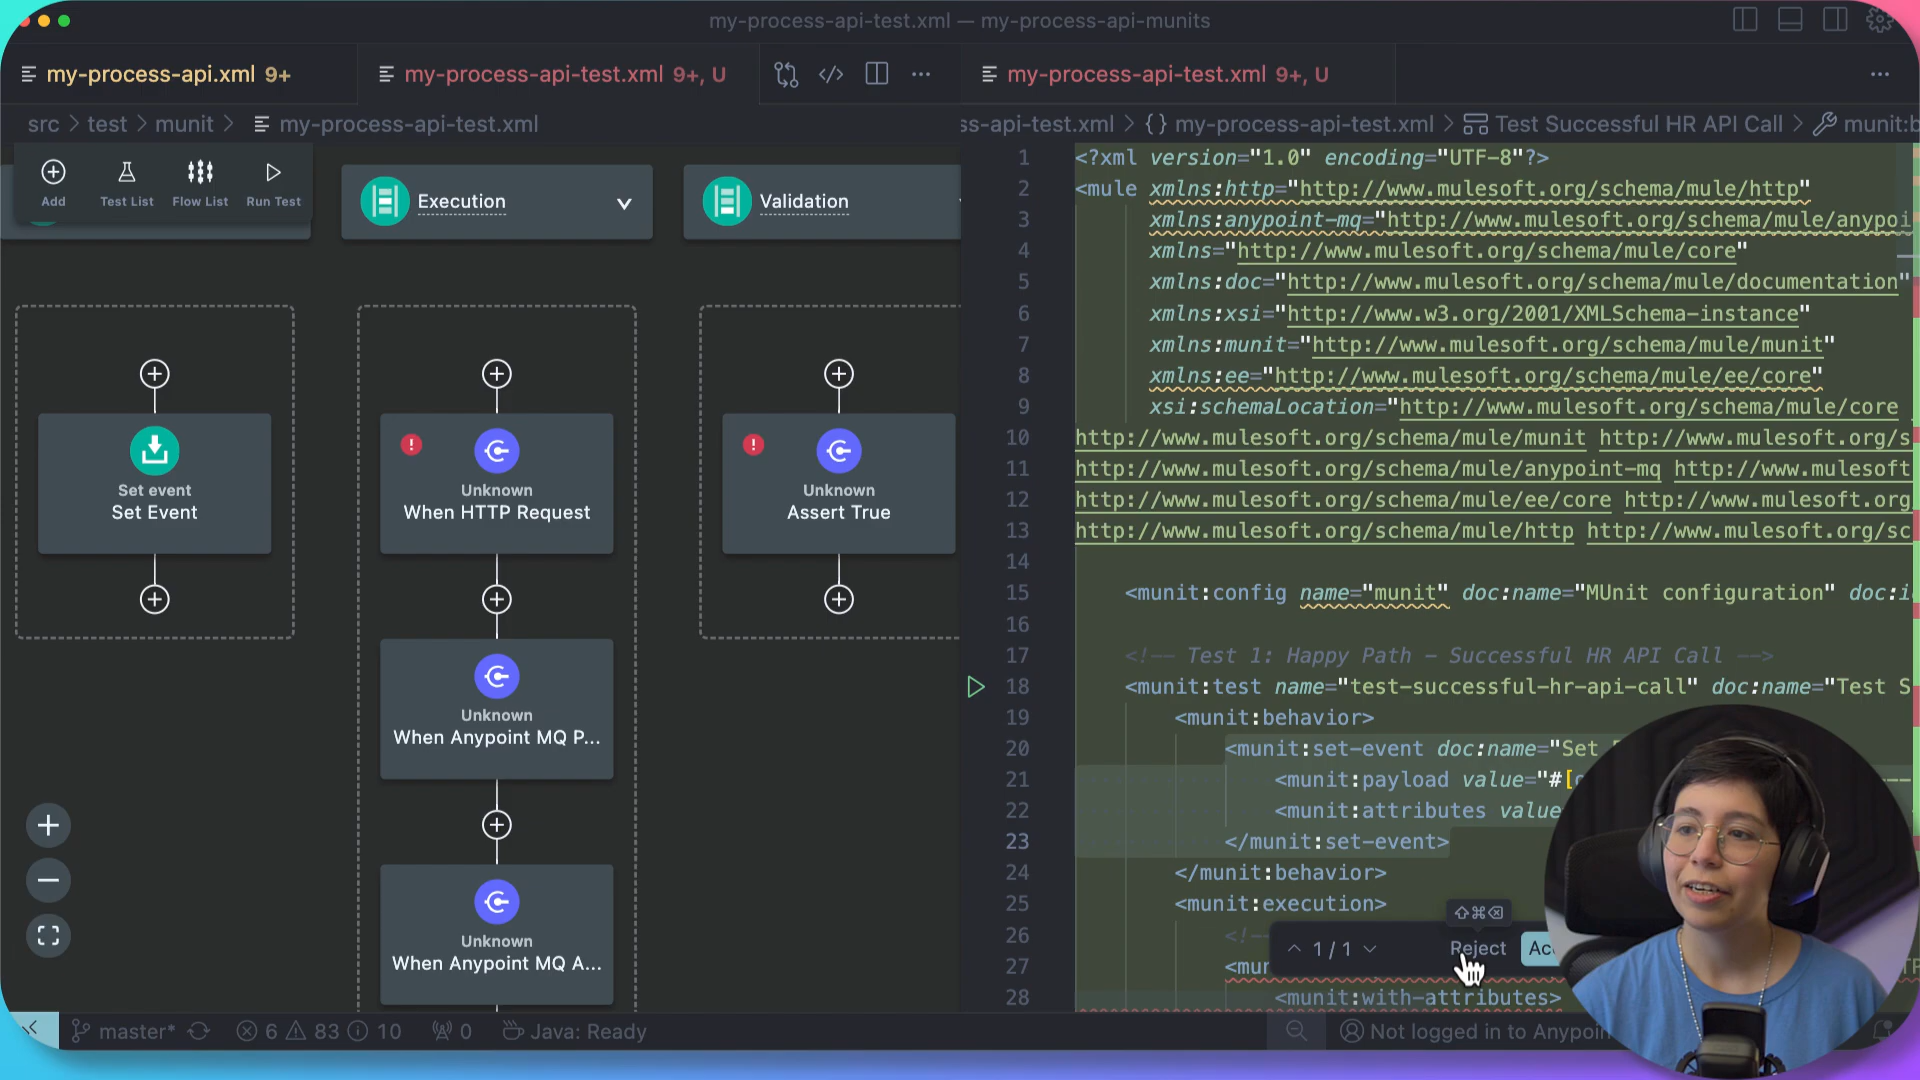 my-process-api-test.xml — my-process-api-munits
my-process-api.xml 9+
my-process-api-test.xml 9+, U
my-process-api-test.xml 9+, U
src > test > munit > my-process-api-test.xml
ss-api-test.xml > {} my-process-api-test.xml > Test Successful HR API Call > munit:b
Add
Test List
Flow List
Run Test
Execution
Validation
Set event
Set Event
Unknown
When HTTP Request
Unknown
Assert True
Unknown
When Anypoint MQ P...
Unknown
When Anypoint MQ A...
1 <?xml version="1.0" encoding="UTF-8"?>
2 <mule xmlns:http="http://www.mulesoft.org/schema/mule/http"
3 xmlns:anypoint-mq="http://www.mulesoft.org/schema/mule/anypoi
4 xmlns="http://www.mulesoft.org/schema/mule/core"
5 xmlns:doc="http://www.mulesoft.org/schema/mule/documentation"
6 xmlns:xsi="http://www.w3.org/2001/XMLSchema-instance"
7 xmlns:munit="http://www.mulesoft.org/schema/mule/munit"
8 xmlns:ee="http://www.mulesoft.org/schema/mule/ee/core"
9 xsi:schemaLocation="http://www.mulesoft.org/schema/mule/core
10 http://www.mulesoft.org/schema/mule/munit http://www.mulesoft.org/s
11 http://www.mulesoft.org/schema/mule/anypoint-mq http://www.mulesoft
12 http://www.mulesoft.org/schema/mule/ee/core http://www.mulesoft.org
13 http://www.mulesoft.org/schema/mule/http http://www.mulesoft.org/sc
14
15 <munit:config name="munit" doc:name="MUnit configuration" doc:i
16
17 <!-- Test 1: Happy Path - Successful HR API Call -->
18 <munit:test name="test-successful-hr-api-call" doc:name="Test S
19 <munit:behavior>
20 <munit:set-event doc:name="Set
21 <munit:payload value="#[
22 <munit:attributes value=
23 </munit:set-event>
24 </munit:behavior>
25 <munit:execution>
26 <!--
27 <mun
28 <munit:with-attributes>
⇧⌘⌫
1 / 1
Reject
Acc
master*
6 83 10
0
Java: Ready
Not logged in to Anypoin